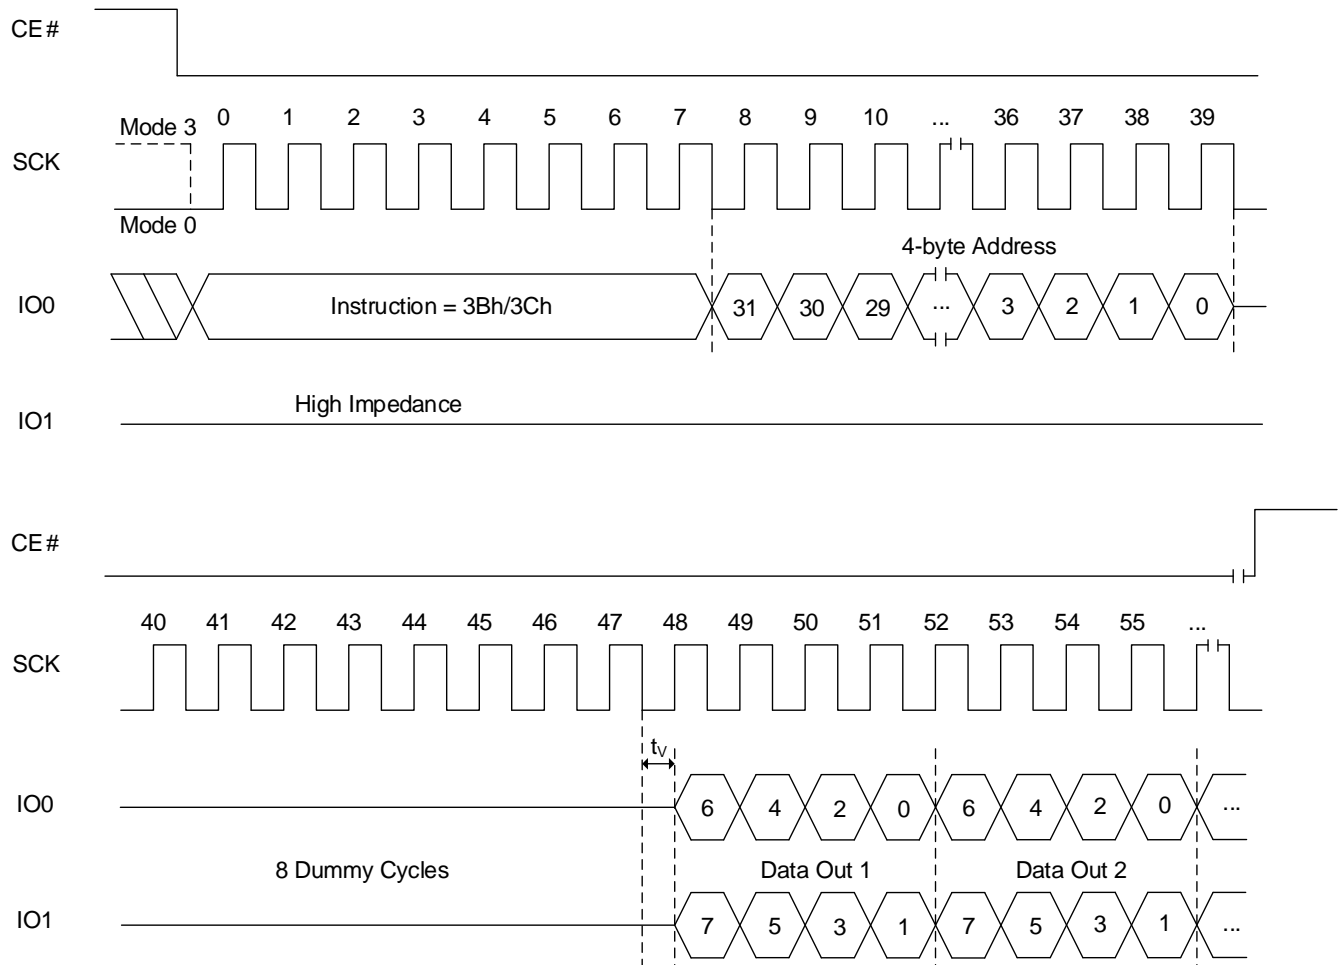 CE#
Mode 3 0 1 2 3 4 5 6 7 8 9 10 ... 36 37 38 39
SCK
Mode 0
4-byte Address
IO0 Instruction = 3Bh/3Ch 31 30 29 ... 3 2 1 0
High Impedance
IO1
CE#
40 41 42 43 44 45 46 47 48 49 50 51 52 53 54 55 ...
SCK
tV
IO0 6 4 2 0 6 4 2 0 ...
8 Dummy Cycles Data Out 1 Data Out 2
IO1 7 5 3 1 7 5 3 1 ...